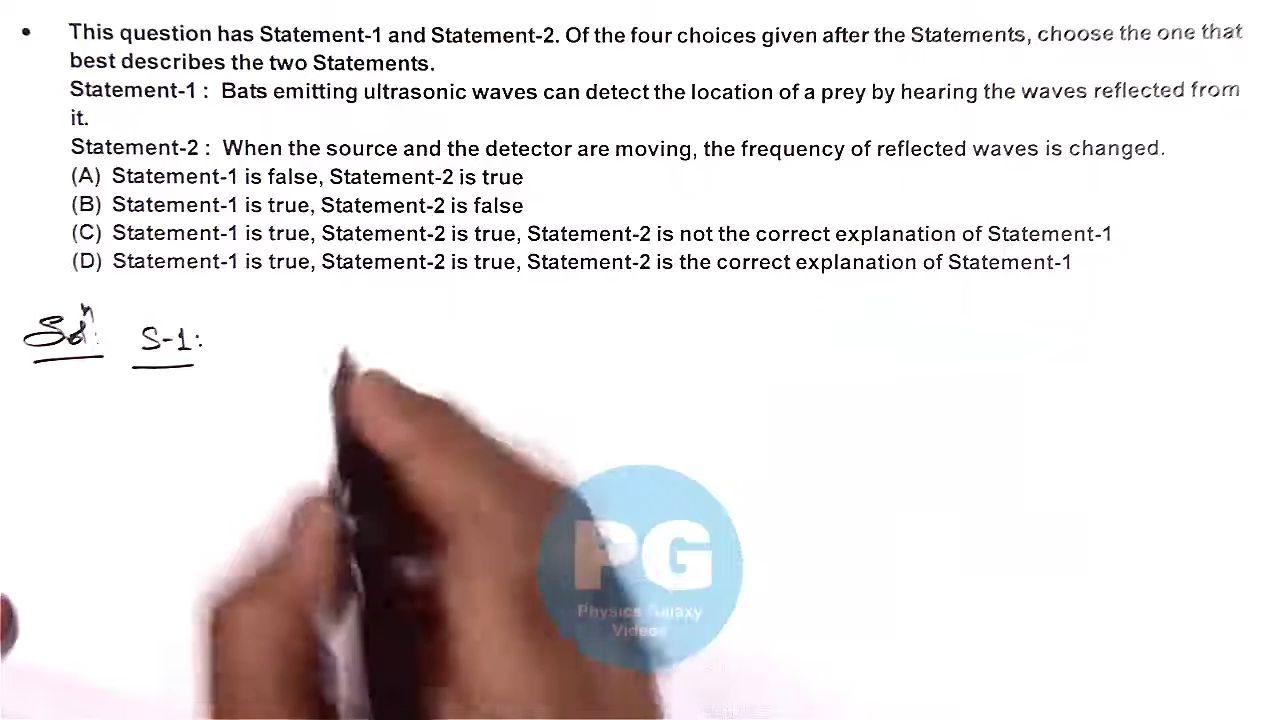 • This question has Statement-1 and Statement-2. Of the four choices given after the Statements, choose the one that
best describes the two Statements.
Statement-1 : Bats emitting ultrasonic waves can detect the location of a prey by hearing the waves reflected from
it.
Statement-2 : When the source and the detector are moving, the frequency of reflected waves is changed.
(A) Statement-1 is false, Statement-2 is true
(B) Statement-1 is true, Statement-2 is false
(C) Statement-1 is true, Statement-2 is true, Statement-2 is not the correct explanation of Statement-1
(D) Statement-1 is true, Statement-2 is true, Statement-2 is the correct explanation of Statement-1
Solⁿ: S-1:
PG
Physics Galaxy
Videos